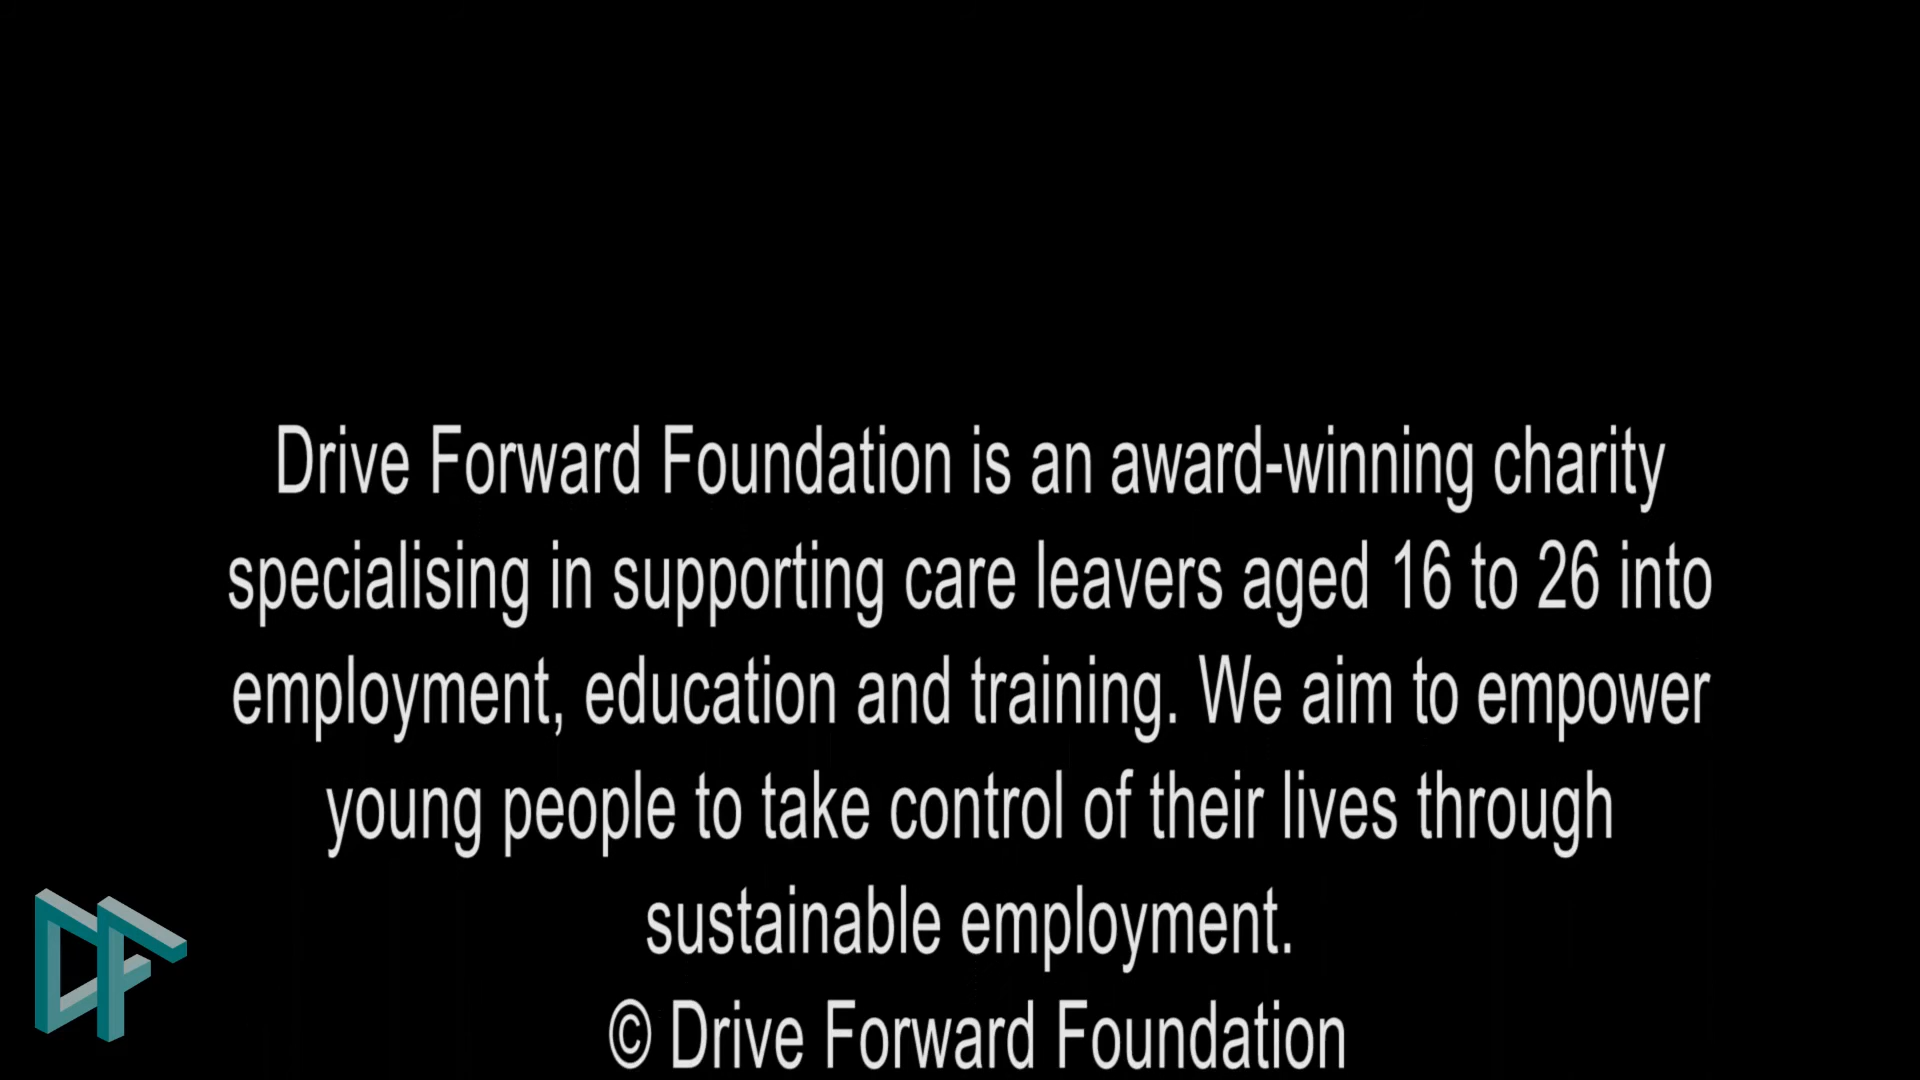 Drive Forward Foundation is an award-winning charity
specialising in supporting care leavers aged 16 to 26 into
employment, education and training. We aim to empower
young people to take control of their lives through
sustainable employment.
© Drive Forward Foundation
DF